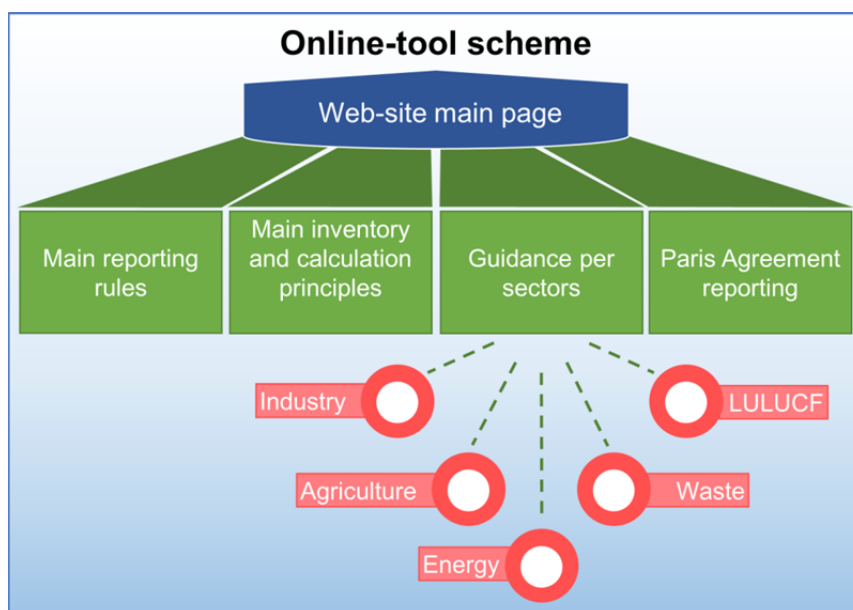 Online-tool scheme
Web-site main page
Main reporting
rules
Main inventory
and calculation
principles
Guidance per
sectors
Paris Agreement
reporting
Industry
LULUCF
Agriculture
Waste
Energy